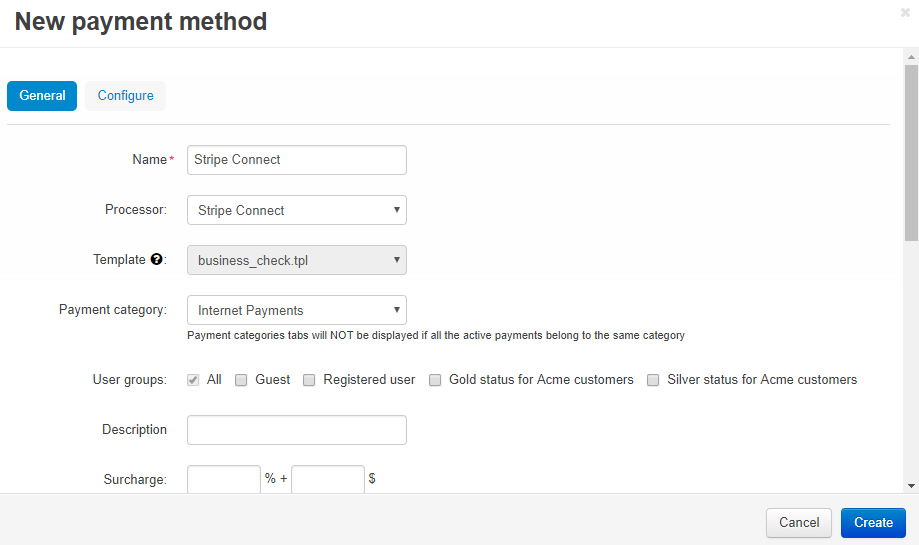 New payment method
General Configure
Name*
Stripe Connect
Processor:
Stripe Connect
Template ?:
business_check.tpl
Payment category:
Internet Payments
Payment categories tabs will NOT be displayed if all the active payments belong to the same category
User groups: All Guest Registered user Gold status for Acme customers Silver status for Acme customers
Description
Surcharge: % + $
Cancel Create